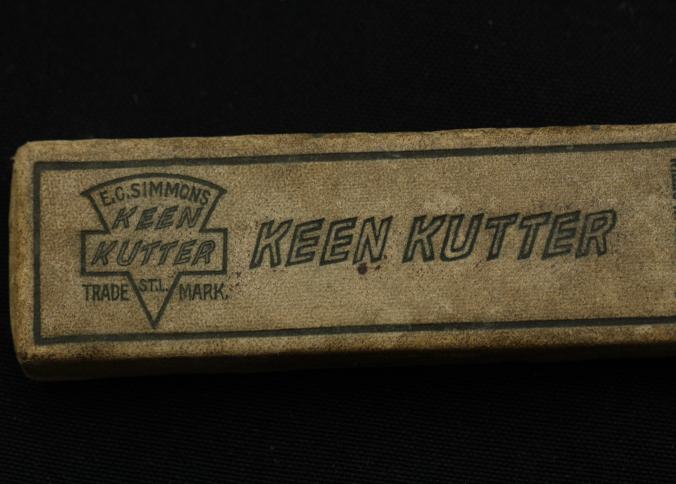 E.C. SIMMONS
KEEN
KUTTER
TRADE ST.L. MARK.
KEEN KUTTER